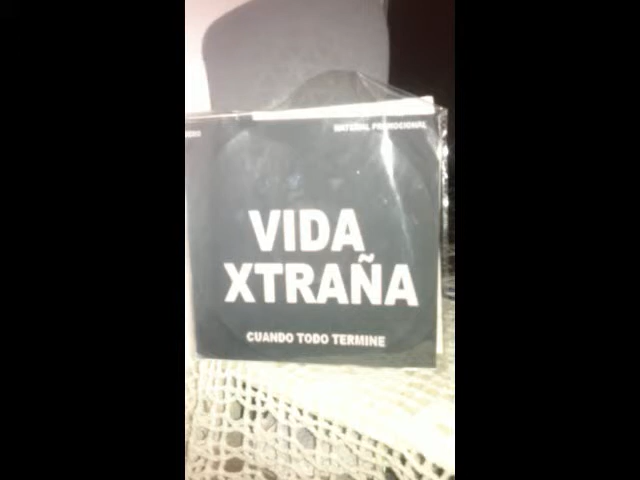 MATERIAL PROMOCIONAL
VIDA
XTRAÑA
CUANDO TODO TERMINE